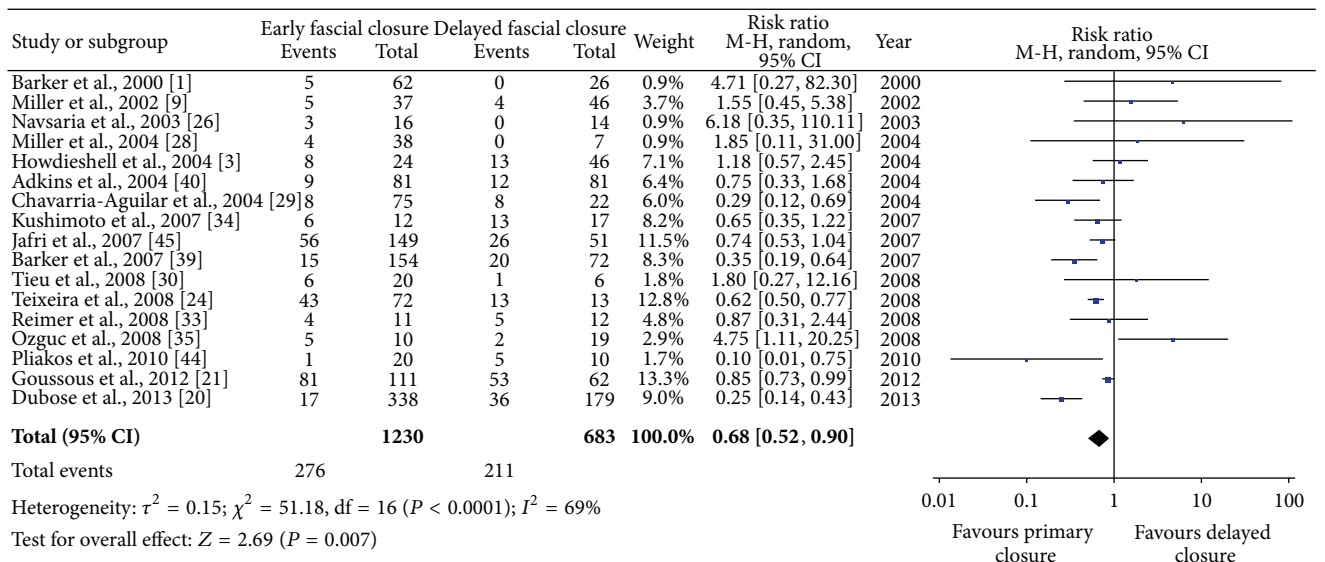 Study or subgroup Early fascial closure Delayed fascial closure Weight Risk ratio M-H, random, 95% CI Year Risk ratio M-H, random, 95% CI
Events Total Events Total
Barker et al., 2000 [1] 5 62 0 26 0.9% 4.71 [0.27, 82.30] 2000
Miller et al., 2002 [9] 5 37 4 46 3.7% 1.55 [0.45, 5.38] 2002
Navsaria et al., 2003 [26] 3 16 0 14 0.9% 6.18 [0.35, 110.11] 2003
Miller et al., 2004 [28] 4 38 0 7 0.9% 1.85 [0.11, 31.00] 2004
Howdieshell et al., 2004 [3] 8 24 13 46 7.1% 1.18 [0.57, 2.45] 2004
Adkins et al., 2004 [40] 9 81 12 81 6.4% 0.75 [0.33, 1.68] 2004
Chavarria-Aguilar et al., 2004 [29] 8 75 8 22 6.0% 0.29 [0.12, 0.69] 2004
Kushimoto et al., 2007 [34] 6 12 13 17 8.2% 0.65 [0.35, 1.22] 2007
Jafri et al., 2007 [45] 56 149 26 51 11.5% 0.74 [0.53, 1.04] 2007
Barker et al., 2007 [39] 15 154 20 72 8.3% 0.35 [0.19, 0.64] 2007
Tieu et al., 2008 [30] 6 20 1 6 1.8% 1.80 [0.27, 12.16] 2008
Teixeira et al., 2008 [24] 43 72 13 13 12.8% 0.62 [0.50, 0.77] 2008
Reimer et al., 2008 [33] 4 11 5 12 4.8% 0.87 [0.31, 2.44] 2008
Ozguc et al., 2008 [35] 5 10 2 19 2.9% 4.75 [1.11, 20.25] 2008
Pliakos et al., 2010 [44] 1 20 5 10 1.7% 0.10 [0.01, 0.75] 2010
Goussous et al., 2012 [21] 81 111 53 62 13.3% 0.85 [0.73, 0.99] 2012
Dubose et al., 2013 [20] 17 338 36 179 9.0% 0.25 [0.14, 0.43] 2013
Total (95% CI) 1230 683 100.0% 0.68 [0.52, 0.90]
Total events 276 211
Heterogeneity: τ² = 0.15; χ² = 51.18, df = 16 (P < 0.0001); I² = 69%
Test for overall effect: Z = 2.69 (P = 0.007)
0.01 0.1 1 10 100
Favours primary closure
Favours delayed closure